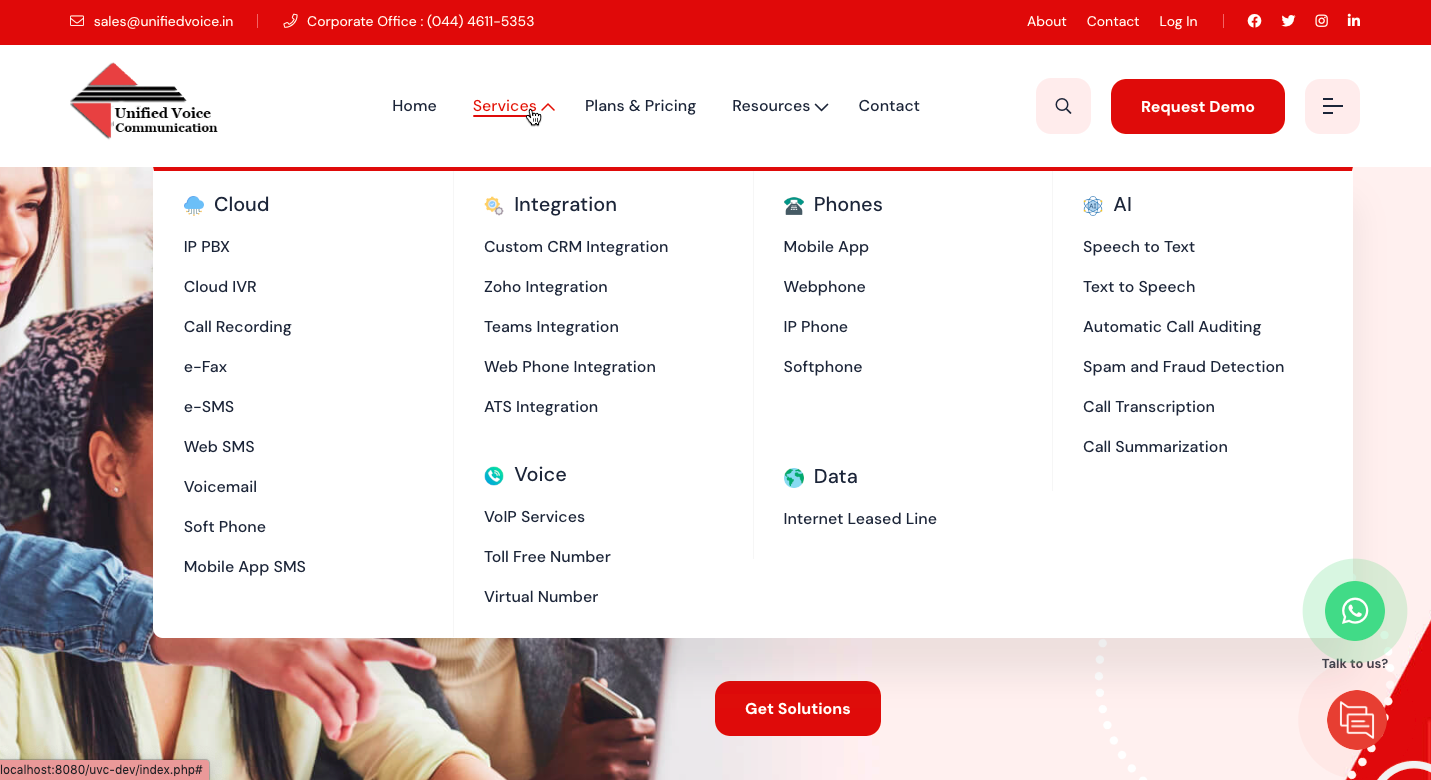 sales@unifiedvoice.in
Corporate Office : (044) 4611-5353
About
Contact
Log In
Unified Voice
Communication
Home
Services
Plans & Pricing
Resources
Contact
Request Demo
Cloud
IP PBX
Cloud IVR
Call Recording
e-Fax
e-SMS
Web SMS
Voicemail
Soft Phone
Mobile App SMS
Integration
Custom CRM Integration
Zoho Integration
Teams Integration
Web Phone Integration
ATS Integration
Voice
VoIP Services
Toll Free Number
Virtual Number
Phones
Mobile App
Webphone
IP Phone
Softphone
Data
Internet Leased Line
AI
Speech to Text
Text to Speech
Automatic Call Auditing
Spam and Fraud Detection
Call Transcription
Call Summarization
Talk to us?
Get Solutions
localhost:8080/uvc-dev/index.php#